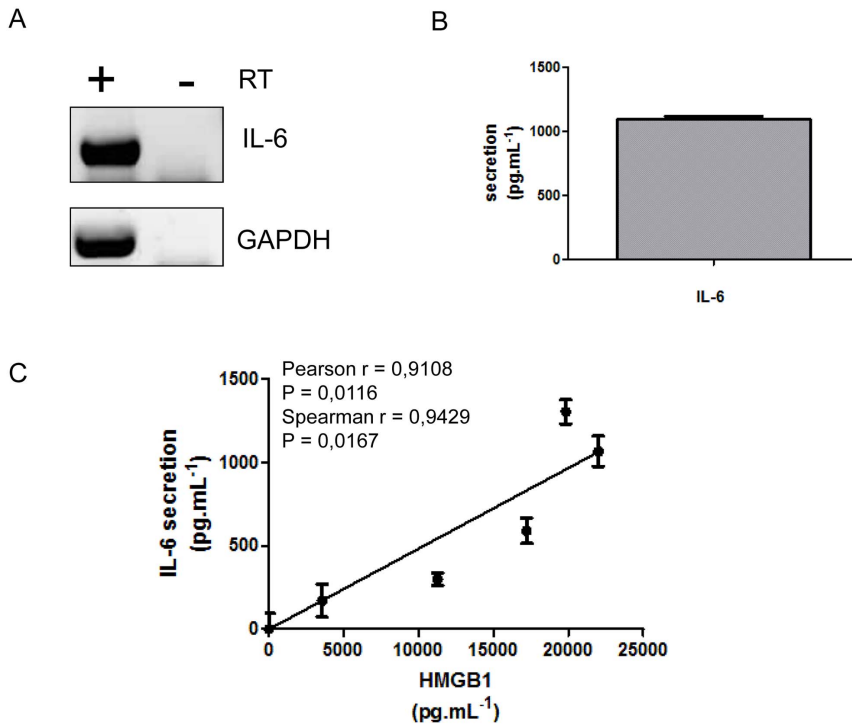 A
+ - RT
IL-6
GAPDH
B
secretion
(pg.mL-1)
1500
1000
500
0
IL-6
C
Pearson r = 0,9108
P = 0,0116
Spearman r = 0,9429
P = 0,0167
IL-6 secretion
(pg.mL-1)
1500
1000
500
0
0 5000 10000 15000 20000 25000
HMGB1
(pg.mL-1)